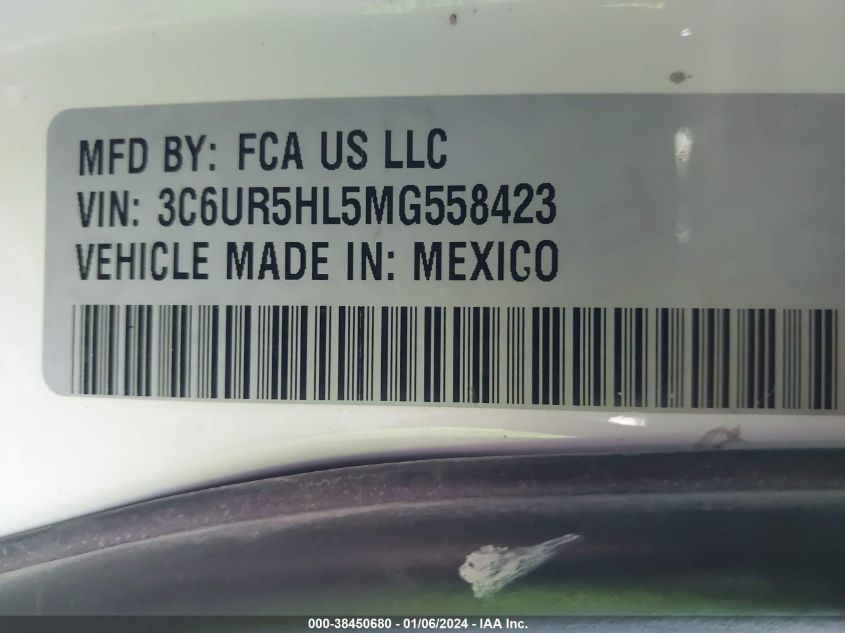 MFD BY: FCA US LLC
VIN: 3C6UR5HL5MG558423
VEHICLE MADE IN: MEXICO
000-38450680 - 01/06/2024 - IAA Inc.